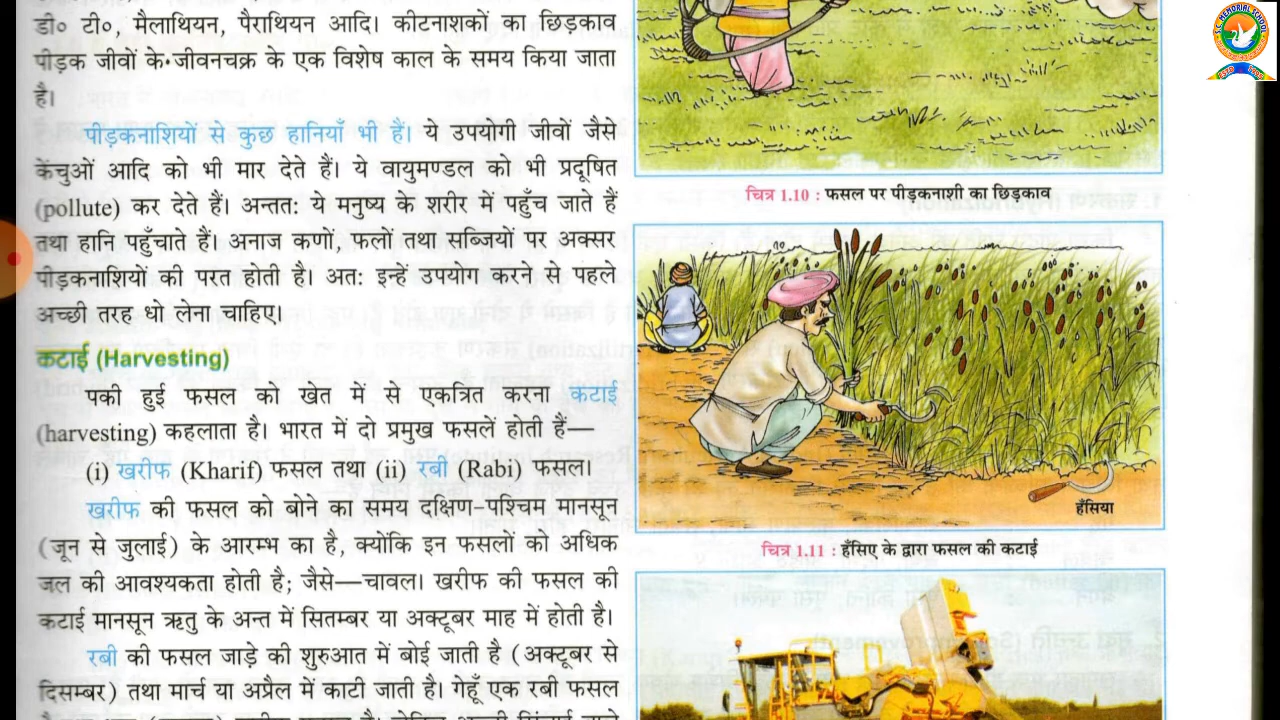 डी० टी०, मैलाथियन, पैराथियन आदि। कीटनाशकों का छिड़काव
पीड़क जीवों के जीवनचक्र के एक विशेष काल के समय किया जाता
है।
पीड़कनाशियों से कुछ हानियाँ भी हैं। ये उपयोगी जीवों जैसे
केंचुओं आदि को भी मार देते हैं। ये वायुमण्डल को भी प्रदूषित
(pollute) कर देते हैं। अन्तत: ये मनुष्य के शरीर में पहुँच जाते हैं
तथा हानि पहुँचाते हैं। अनाज कणों, फलों तथा सब्जियों पर अक्सर
पीड़कनाशियों की परत होती है। अत: इन्हें उपयोग करने से पहले
अच्छी तरह धो लेना चाहिए।
कटाई (Harvesting)
पकी हुई फसल को खेत में से एकत्रित करना कटाई
(harvesting) कहलाता है। भारत में दो प्रमुख फसलें होती हैं—
(i) खरीफ (Kharif) फसल तथा (ii) रबी (Rabi) फसल।
खरीफ की फसल को बोने का समय दक्षिण-पश्चिम मानसून
(जून से जुलाई) के आरम्भ का है, क्योंकि इन फसलों को अधिक
जल की आवश्यकता होती है; जैसे—चावल। खरीफ की फसल की
कटाई मानसून ऋतु के अन्त में सितम्बर या अक्टूबर माह में होती है।
रबी की फसल जाड़े की शुरुआत में बोई जाती है (अक्टूबर से
दिसम्बर) तथा मार्च या अप्रैल में काटी जाती है। गेहूँ एक रबी फसल
चित्र 1.10 : फसल पर पीड़कनाशी का छिड़काव
हँसिया
चित्र 1.11 : हँसिए के द्वारा फसल की कटाई
S.C. MEMORIAL SCHOOL